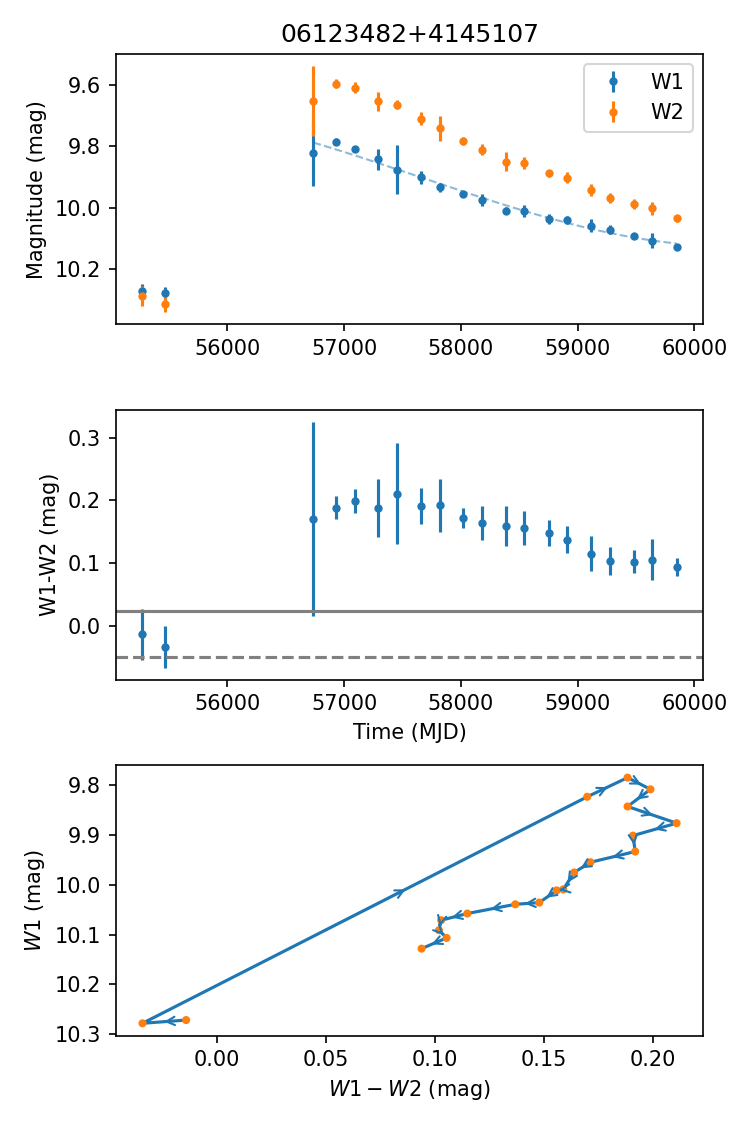 06123482+4145107
W1
W2
Magnitude (mag)
9.6
9.8
10.0
10.2
56000 57000 58000 59000 60000
W1-W2 (mag)
0.3
0.2
0.1
0.0
56000 57000 58000 59000 60000
Time (MJD)
W1 (mag)
9.8
9.9
10.0
10.1
10.2
10.3
0.00 0.05 0.10 0.15 0.20
W1 − W2 (mag)